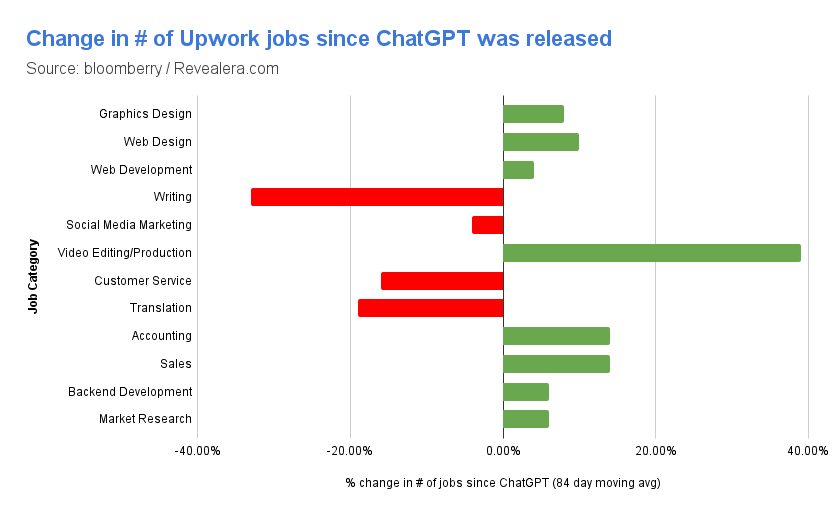 Change in # of Upwork jobs since ChatGPT was released
Source: bloomberry / Revealera.com
Job Category
Graphics Design
Web Design
Web Development
Writing
Social Media Marketing
Video Editing/Production
Customer Service
Translation
Accounting
Sales
Backend Development
Market Research
-40.00% -20.00% 0.00% 20.00% 40.00%
% change in # of jobs since ChatGPT (84 day moving avg)